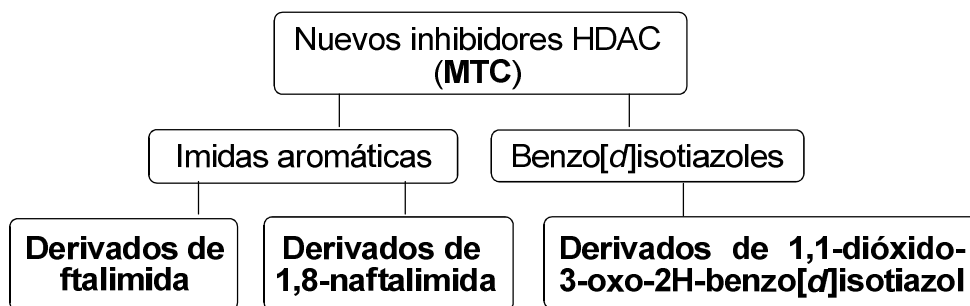 Nuevos inhibidores HDAC
(MTC)
Imidas aromáticas
Benzo[d]isotiazoles
Derivados de
ftalimida
Derivados de
1,8-naftalimida
Derivados de 1,1-dióxido-
3-oxo-2H-benzo[d]isotiazol